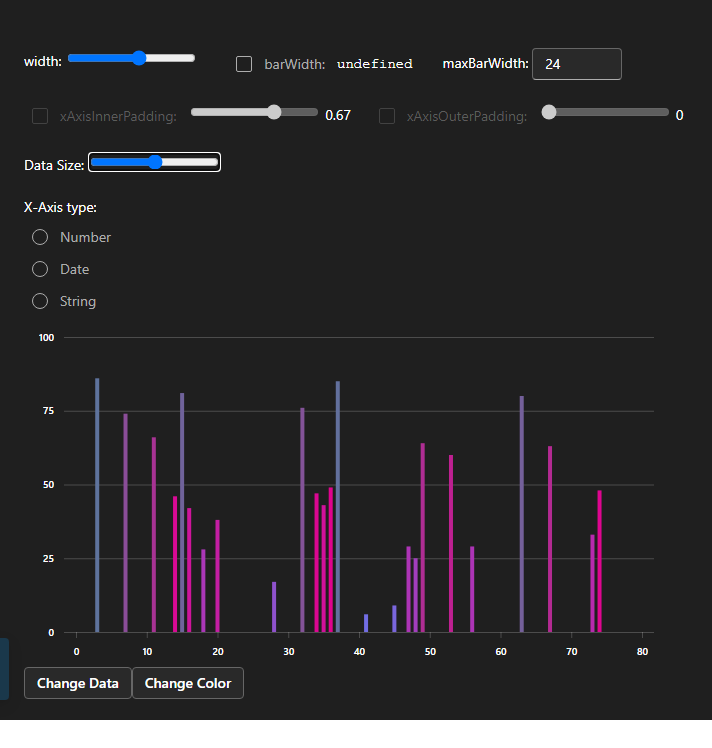 width: barWidth: undefined maxBarWidth: 24
xAxisInnerPadding: 0.67 xAxisOuterPadding: 0
Data Size:
X-Axis type:
Number
Date
String
100
75
50
25
0
0 10 20 30 40 50 60 70 80
Change Data Change Color